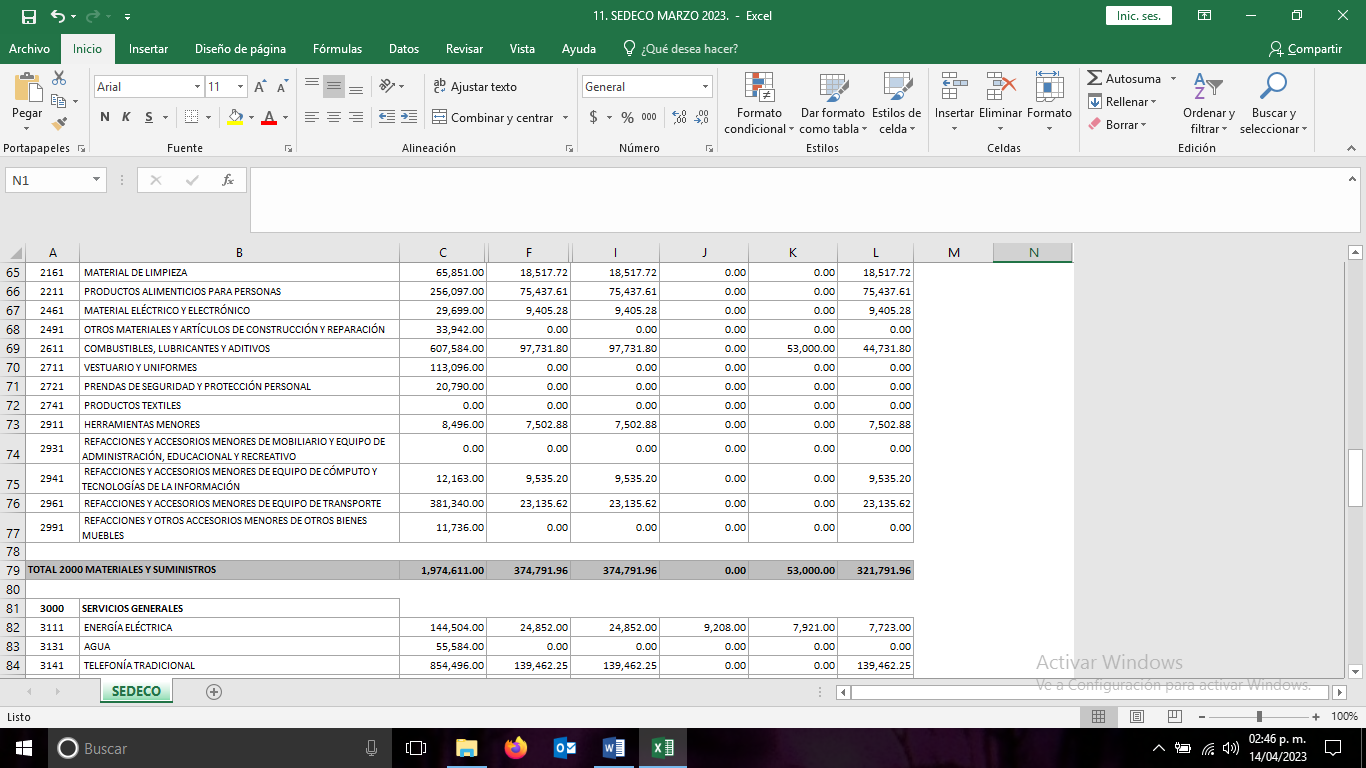 11. SEDECO MARZO 2023. - Excel
Inic. ses.
Archivo Inicio Insertar Diseño de página Fórmulas Datos Revisar Vista Ayuda ¿Qué desea hacer? Compartir
Pegar
Arial 11
N K S
ab Ajustar texto
Combinar y centrar
General
$ % 000
Formato condicional
Dar formato como tabla
Estilos de celda
Insertar Eliminar Formato
Autosuma
Rellenar
Borrar
Ordenar y filtrar
Buscar y seleccionar
Portapapeles Fuente Alineación Número Estilos Celdas Edición
N1 fx
A B C F I J K L M N
65 2161 MATERIAL DE LIMPIEZA 65,851.00 18,517.72 18,517.72 0.00 0.00 18,517.72
66 2211 PRODUCTOS ALIMENTICIOS PARA PERSONAS 256,097.00 75,437.61 75,437.61 0.00 0.00 75,437.61
67 2461 MATERIAL ELÉCTRICO Y ELECTRÓNICO 29,699.00 9,405.28 9,405.28 0.00 0.00 9,405.28
68 2491 OTROS MATERIALES Y ARTÍCULOS DE CONSTRUCCIÓN Y REPARACIÓN 33,942.00 0.00 0.00 0.00 0.00 0.00
69 2611 COMBUSTIBLES, LUBRICANTES Y ADITIVOS 607,584.00 97,731.80 97,731.80 0.00 53,000.00 44,731.80
70 2711 VESTUARIO Y UNIFORMES 113,096.00 0.00 0.00 0.00 0.00 0.00
71 2721 PRENDAS DE SEGURIDAD Y PROTECCIÓN PERSONAL 20,790.00 0.00 0.00 0.00 0.00 0.00
72 2741 PRODUCTOS TEXTILES 0.00 0.00 0.00 0.00 0.00 0.00
73 2911 HERRAMIENTAS MENORES 8,496.00 7,502.88 7,502.88 0.00 0.00 7,502.88
74 2931 REFACCIONES Y ACCESORIOS MENORES DE MOBILIARIO Y EQUIPO DE
ADMINISTRACIÓN, EDUCACIONAL Y RECREATIVO 0.00 0.00 0.00 0.00 0.00 0.00
75 2941 REFACCIONES Y ACCESORIOS MENORES DE EQUIPO DE CÓMPUTO Y
TECNOLOGÍAS DE LA INFORMACIÓN 12,163.00 9,535.20 9,535.20 0.00 0.00 9,535.20
76 2961 REFACCIONES Y ACCESORIOS MENORES DE EQUIPO DE TRANSPORTE 381,340.00 23,135.62 23,135.62 0.00 0.00 23,135.62
77 2991 REFACCIONES Y OTROS ACCESORIOS MENORES DE OTROS BIENES
MUEBLES 11,736.00 0.00 0.00 0.00 0.00 0.00
78
79 TOTAL 2000 MATERIALES Y SUMINISTROS 1,974,611.00 374,791.96 374,791.96 0.00 53,000.00 321,791.96
80
81 3000 SERVICIOS GENERALES
82 3111 ENERGÍA ELÉCTRICA 144,504.00 24,852.00 24,852.00 9,208.00 7,921.00 7,723.00
83 3131 AGUA 55,584.00 0.00 0.00 0.00 0.00 0.00
84 3141 TELEFONÍA TRADICIONAL 854,496.00 139,462.25 139,462.25 0.00 0.00 139,462.25
Activar Windows
Ve a Configuración para activar Windows.
SEDECO
Listo 100%
Buscar
02:46 p. m.
14/04/2023